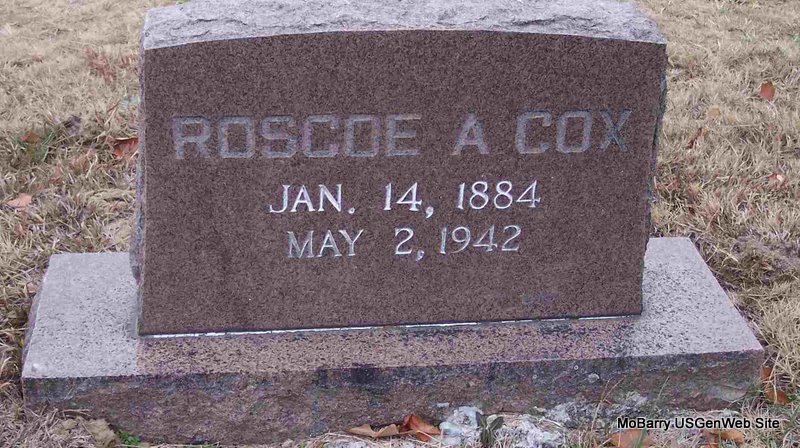 ROSCOE A COX
JAN. 14, 1884
MAY 2, 1942
MoBarry USGenWeb Site